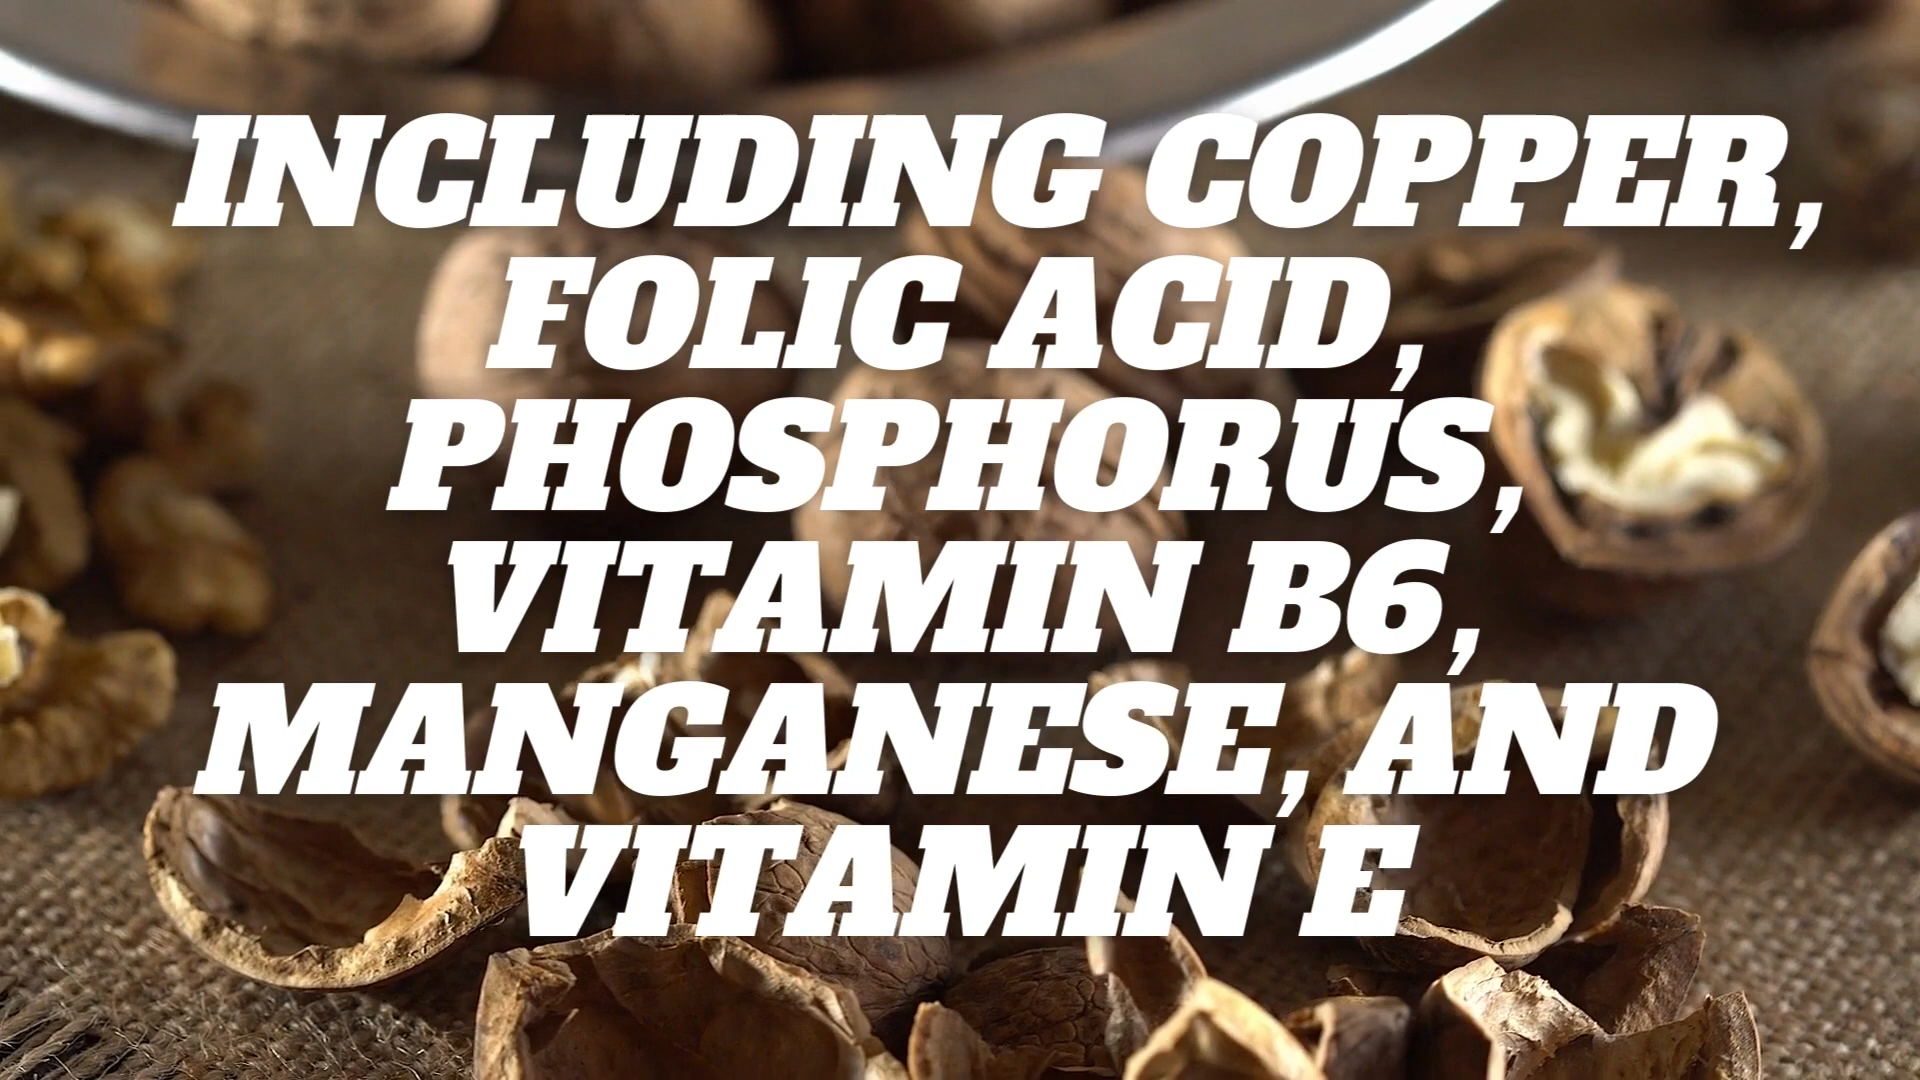 INCLUDING COPPER,
FOLIC ACID,
PHOSPHORUS,
VITAMIN B6,
MANGANESE, AND
VITAMIN E